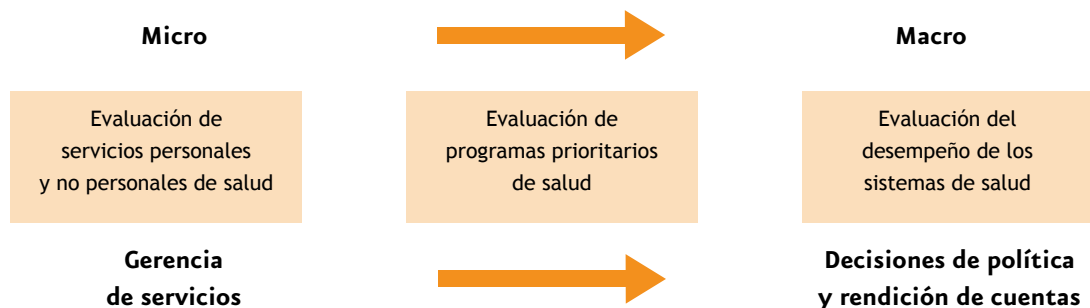 Micro
Macro
Evaluación de
servicios personales
y no personales de salud
Evaluación de
programas prioritarios
de salud
Evaluación del
desempeño de los
sistemas de salud
Gerencia
de servicios
Decisiones de política
y rendición de cuentas